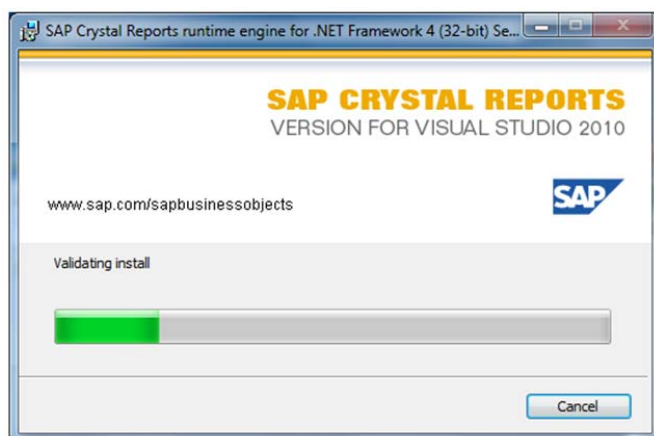 SAP Crystal Reports runtime engine for .NET Framework 4 (32-bit) Se...
SAP CRYSTAL REPORTS
VERSION FOR VISUAL STUDIO 2010
www.sap.com/sapbusinessobjects
SAP
Validating install
Cancel